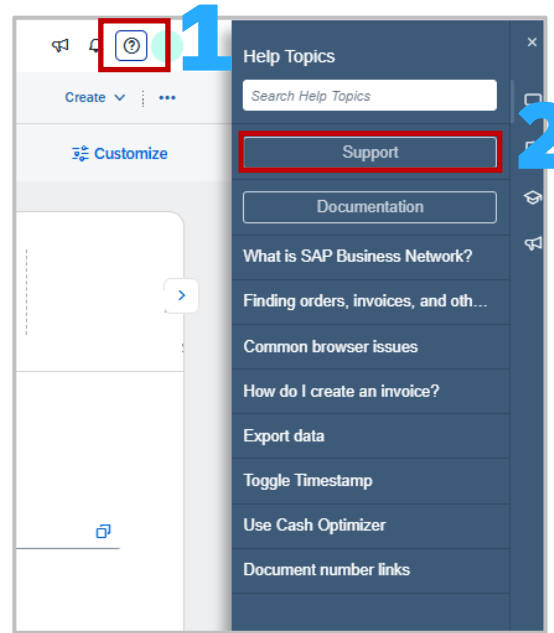 1
Help Topics
Create
Search Help Topics
Customize
Support
2
Documentation
What is SAP Business Network?
Finding orders, invoices, and oth...
Common browser issues
How do I create an invoice?
Export data
Toggle Timestamp
Use Cash Optimizer
Document number links